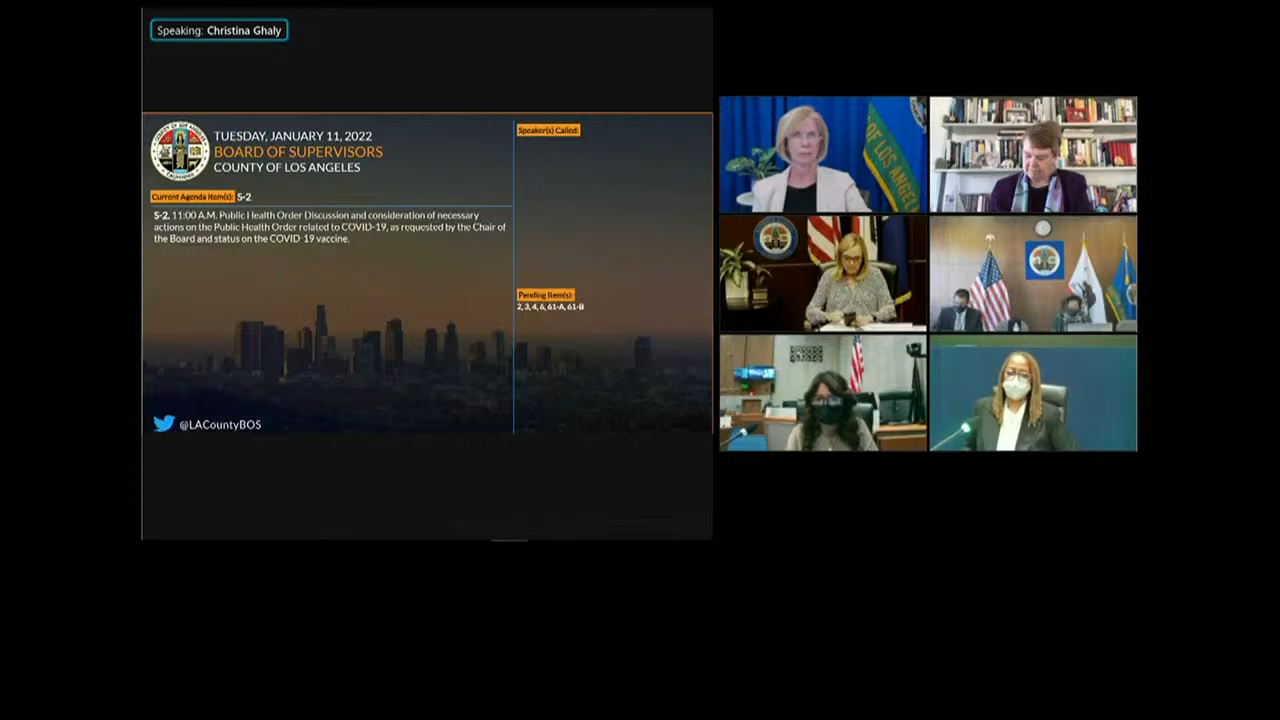 Speaking: Christina Ghaly
TUESDAY, JANUARY 11, 2022
BOARD OF SUPERVISORS
COUNTY OF LOS ANGELES
Current Agenda Item(s): S-2
S-2. 11:00 A.M. Public Health Order Discussion and consideration of necessary
actions on the Public Health Order related to COVID-19, as requested by the Chair of
the Board and status on the COVID-19 vaccine.
Speaker(s) Called:
Pending Item(s):
2, 3, 4, 6, 61-A, 61-B
@LACountyBOS
OF LOS ANGELES